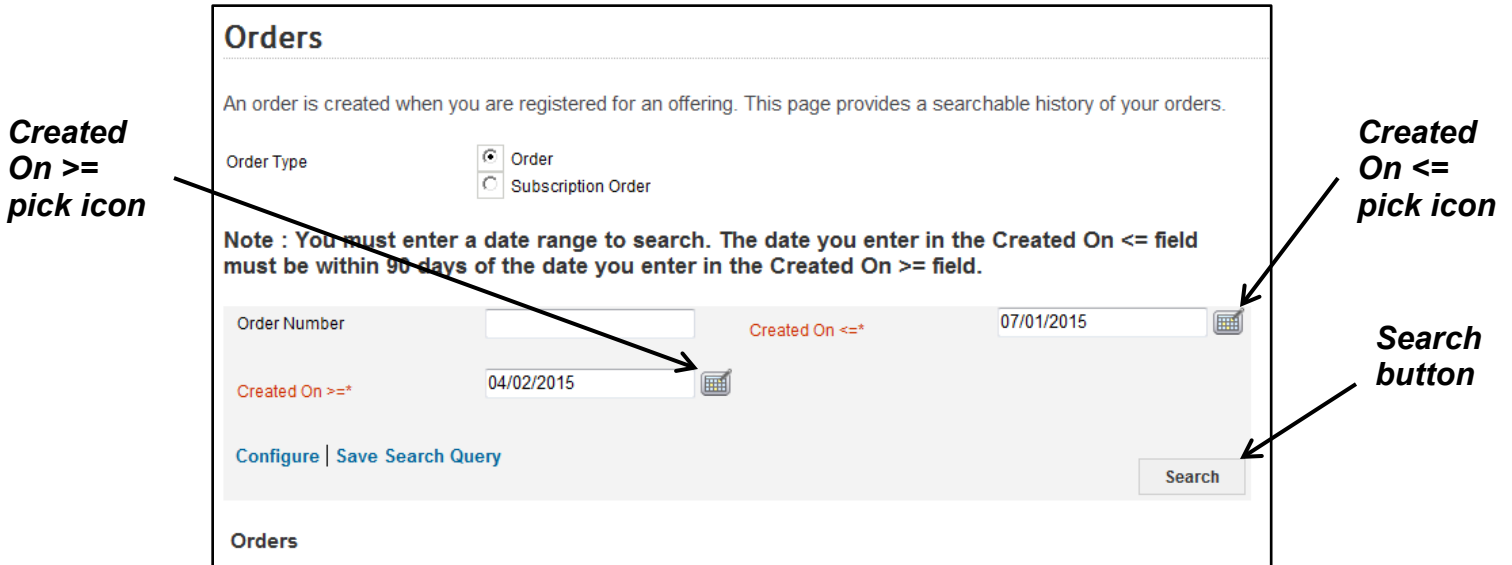 Orders
An order is created when you are registered for an offering. This page provides a searchable history of your orders.
Created
On >=
pick icon
Created
On <=
pick icon
Order Type
Order
Subscription Order
Note : You must enter a date range to search. The date you enter in the Created On <= field
must be within 90 days of the date you enter in the Created On >= field.
Order Number
Created On <=*
07/01/2015
Search
button
Created On >=*
04/02/2015
Configure | Save Search Query
Search
Orders